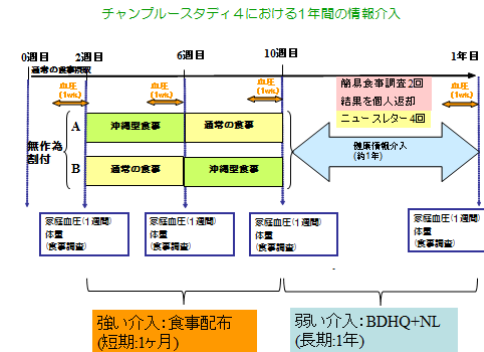 チャンプルースタディ4における1年間の情報介入
0週目 2週目 6週目 10週目 1年目
通常の食事摂取
血圧
(1wk)
血圧
(1wk)
血圧
(1wk)
血圧
(1wk)
簡易食事調査2回
結果を個人返却
ニュースレター4回
無作為
割付
A 沖縄型食事 通常の食事
B 通常の食事 沖縄型食事
健康情報介入
(約1年)
家庭血圧(1週間)
体重
(食事調査)
家庭血圧(1週間)
体重
(食事調査)
家庭血圧(1週間)
体重
(食事調査)
家庭血圧(1週間)
体重
(食事調査)
強い介入:食事配布
(短期:1ヶ月)
弱い介入:BDHQ+NL
(長期:1年)